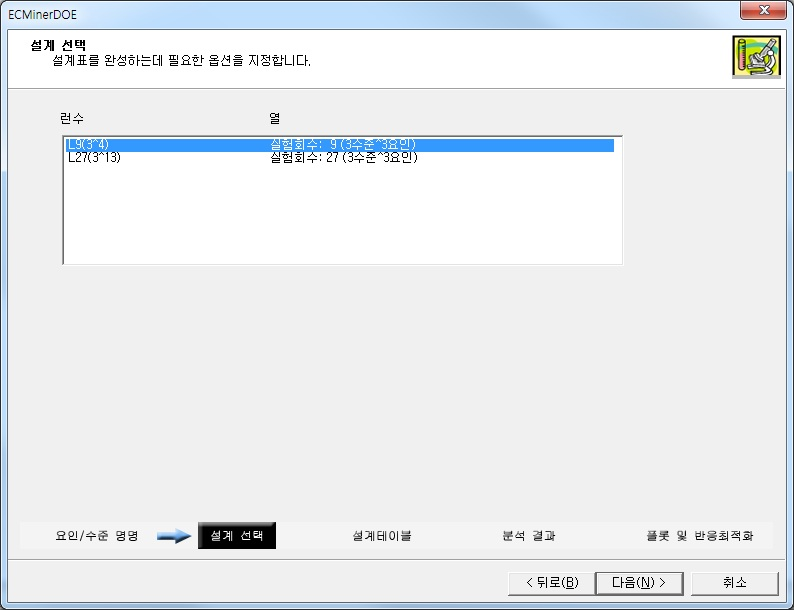 ECMinerDOE
설계 선택
설계표를 완성하는데 필요한 옵션을 지정합니다.
런수 열
L9(3^4) 실험회수: 9 (3수준^3요인)
L27(3^13) 실험회수: 27 (3수준^3요인)
요인/수준 명명 설계 선택 설계테이블 분석 결과 플롯 및 반응최적화
< 뒤로(B) 다음(N) > 취소